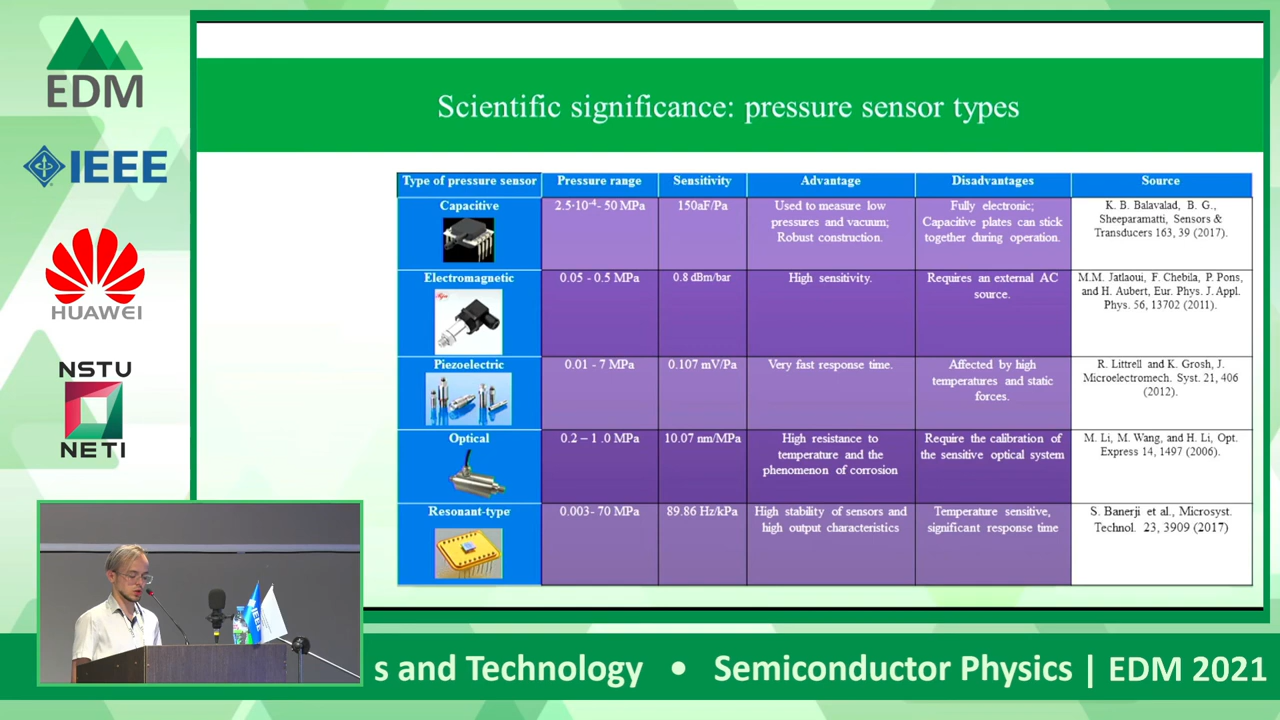 EDM
IEEE
HUAWEI
NSTU
NETI
Scientific significance: pressure sensor types
Type of pressure sensor
Pressure range
Sensitivity
Advantage
Disadvantages
Source
Capacitive
2.5·10⁻⁴- 50 MPa
150aF/Pa
Used to measure low
pressures and vacuum;
Robust construction.
Fully electronic;
Capacitive plates can stick
together during operation.
K. B. Balavalad, B. G.,
Sheeparamatti, Sensors &
Transducers 163, 39 (2017).
Electromagnetic
0.05 - 0.5 MPa
0.8 dBm/bar
High sensitivity.
Requires an external AC
source.
M.M. Jatlaoui, F. Chebila, P. Pons,
and H. Aubert, Eur. Phys. J. Appl.
Phys. 56, 13702 (2011).
Piezoelectric
0.01 - 7 MPa
0.107 mV/Pa
Very fast response time.
Affected by high
temperatures and static
forces.
R. Littrell and K. Grosh, J.
Microelectromech. Syst. 21, 406
(2012).
Optical
0.2 – 1.0 MPa
10.07 nm/MPa
High resistance to
temperature and the
phenomenon of corrosion
Require the calibration of
the sensitive optical system
M. Li, M. Wang, and H. Li, Opt.
Express 14, 1497 (2006).
Resonant-type
0.003- 70 MPa
89.86 Hz/kPa
High stability of sensors and
high output characteristics
Temperature sensitive,
significant response time
S. Banerji et al., Microsyst.
Technol. 23, 3909 (2017)
IEEE
s and Technology • Semiconductor Physics | EDM 2021